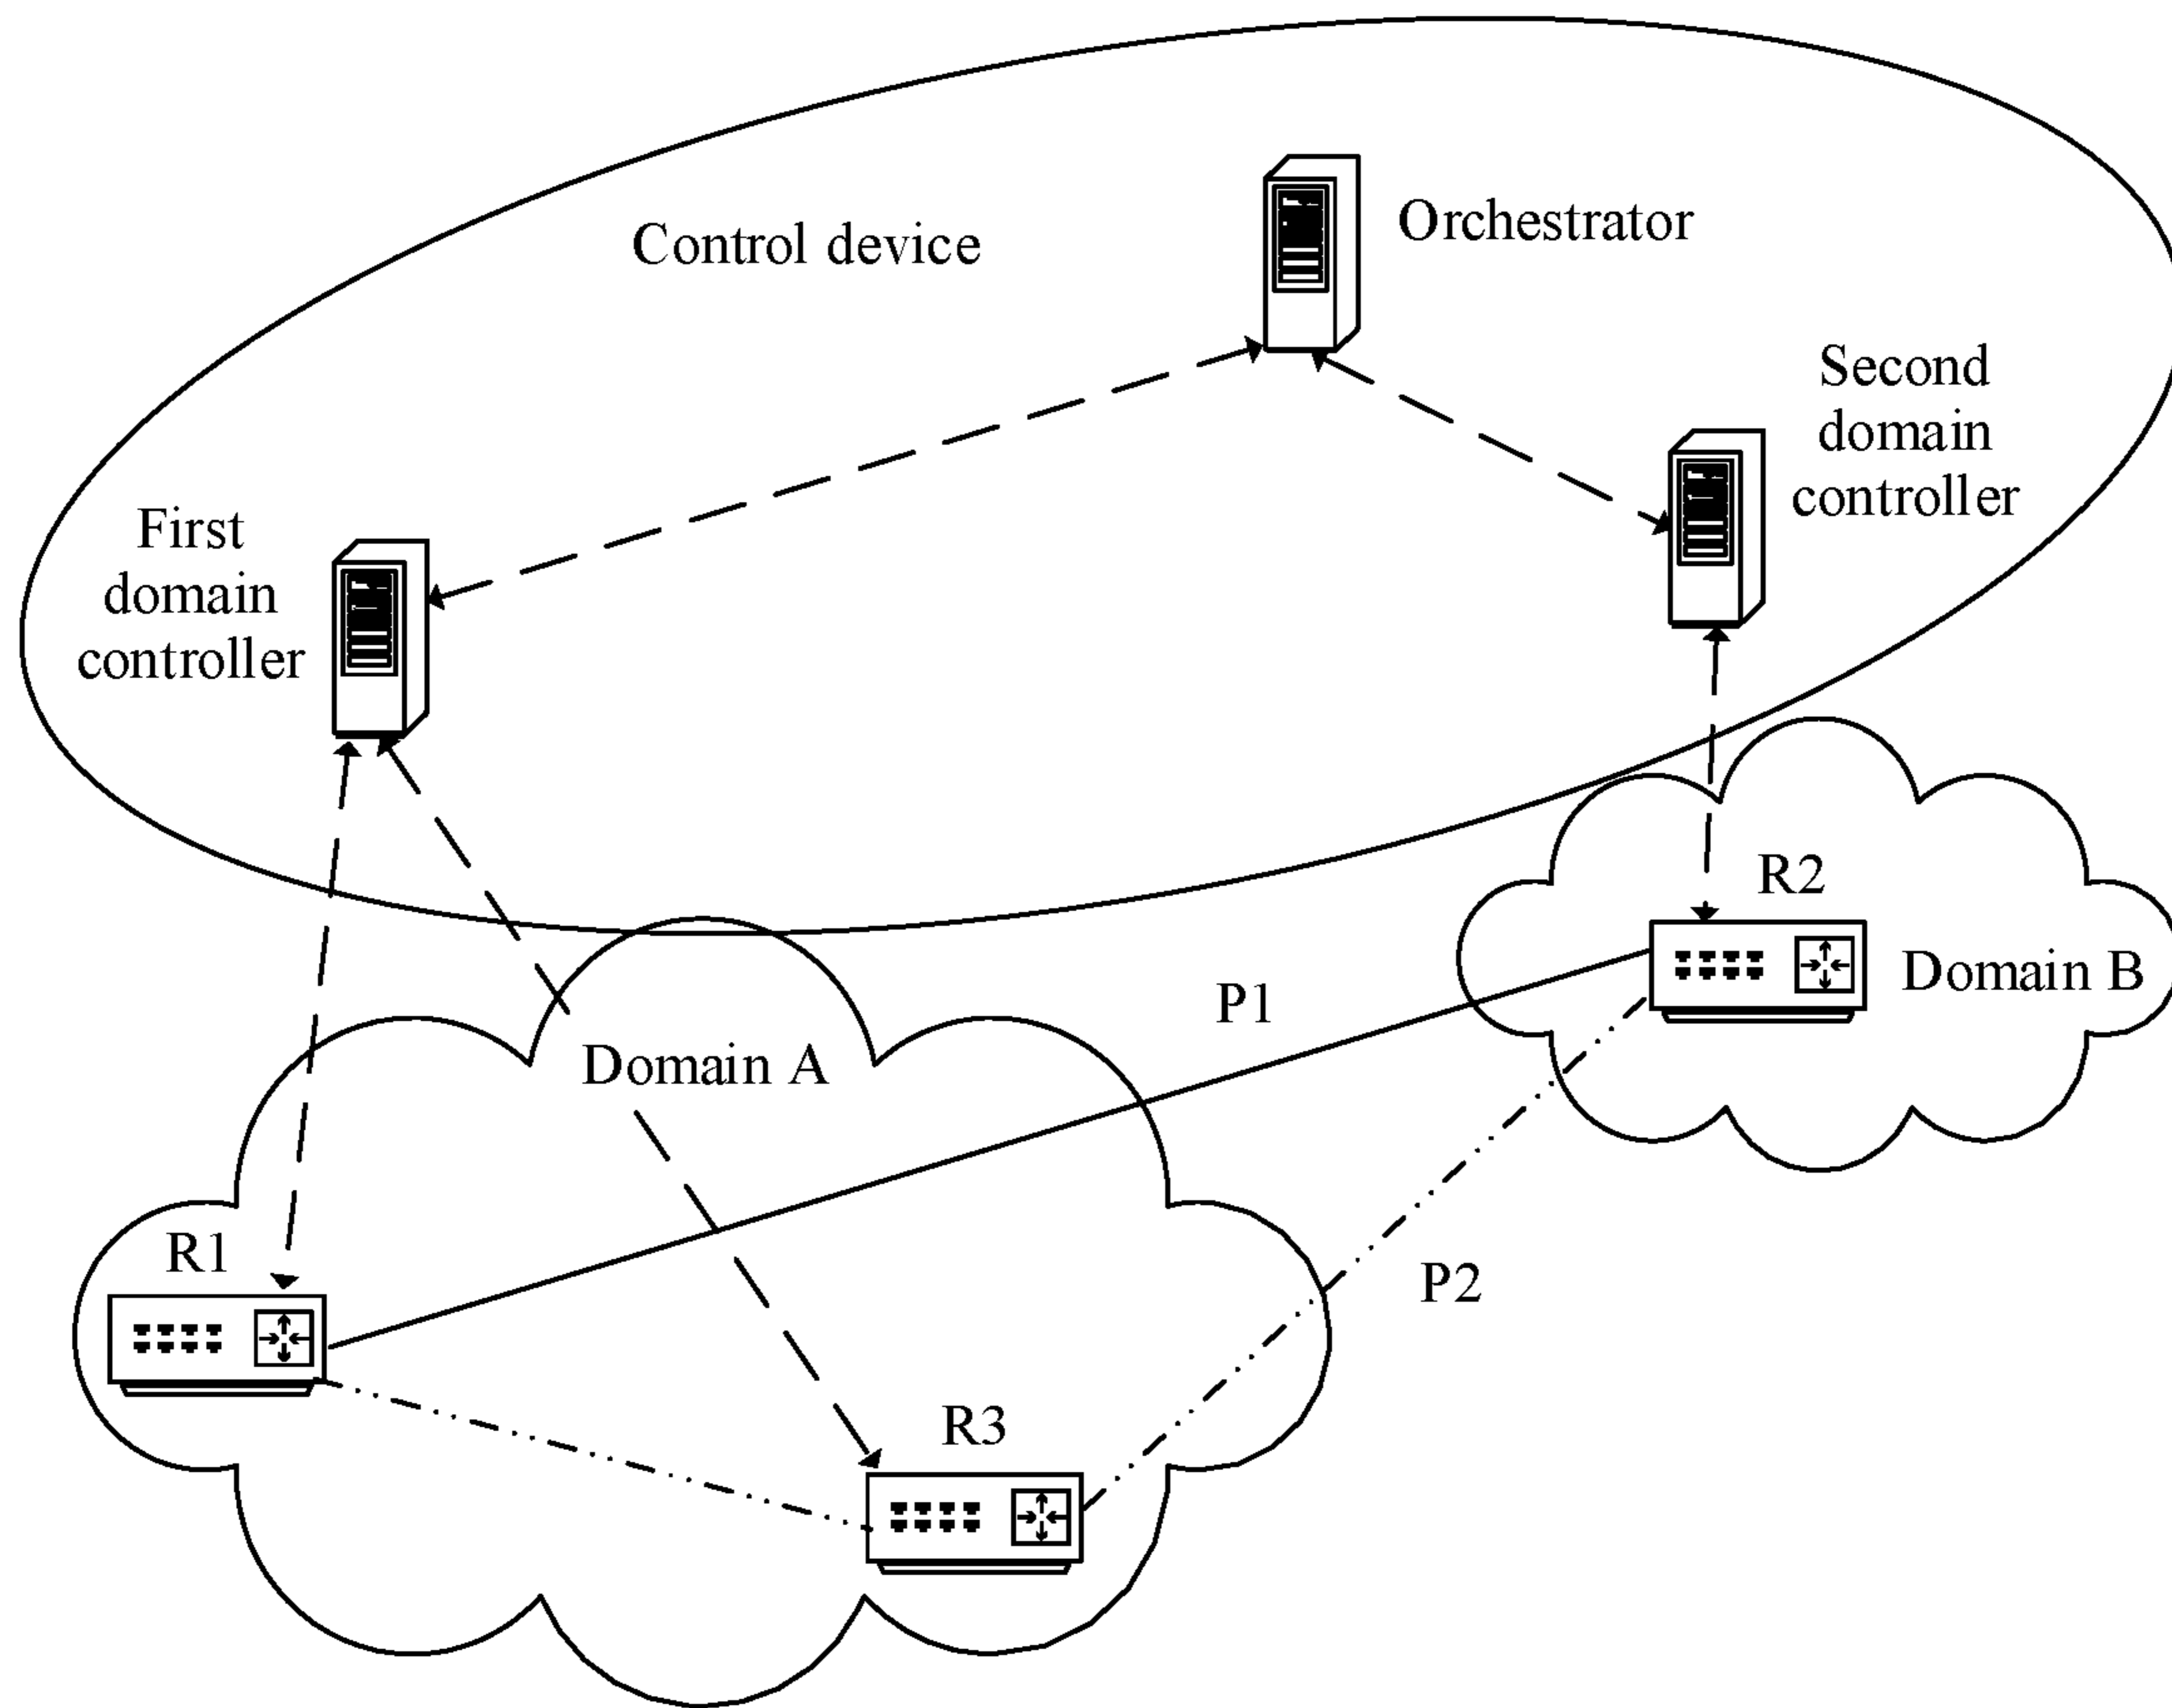 Control device
Orchestrator
Second
domain
controller
First
domain
controller
R2
Domain B
P1
Domain A
R1
P2
R3